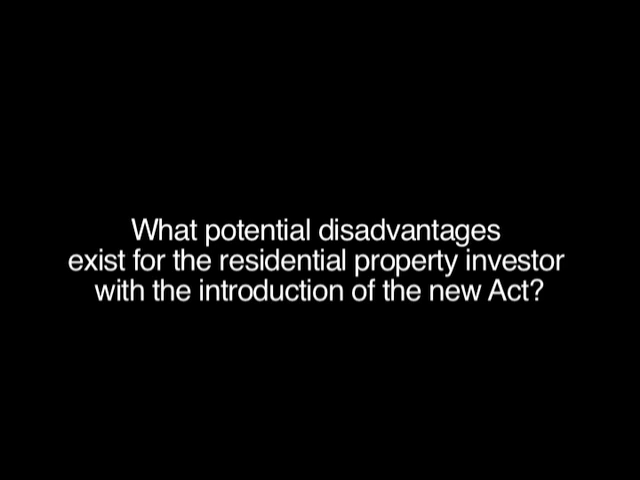 What potential disadvantages
exist for the residential property investor
with the introduction of the new Act?